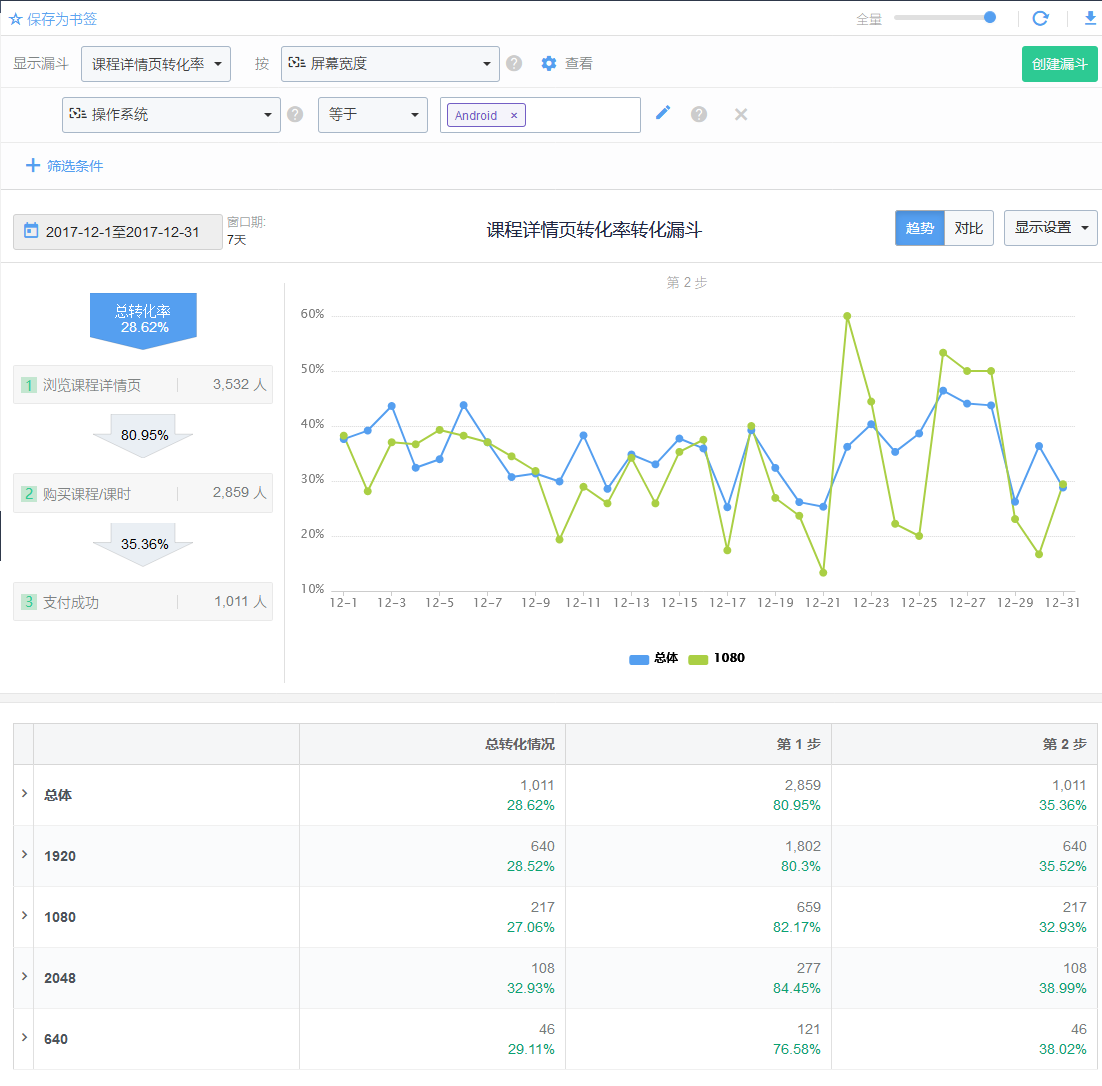 保存为书签 全量
显示漏斗 课程详情页转化率 按 屏幕宽度 查看 创建漏斗
操作系统 等于 Android ×
筛选条件
2017-12-1至2017-12-31 窗口期: 7天 课程详情页转化率转化漏斗 趋势 对比 显示设置
总转化率
28.62%
1 浏览课程详情页 3,532 人
80.95%
2 购买课程/课时 2,859 人
35.36%
3 支付成功 1,011 人
第 2 步
60%
50%
40%
30%
20%
10%
12-1 12-3 12-5 12-7 12-9 12-11 12-13 12-15 12-17 12-19 12-21 12-23 12-25 12-27 12-29 12-31
总体 1080
总转化情况 第 1 步 第 2 步
总体 1,011 2,859 1,011
28.62% 80.95% 35.36%
1920 640 1,802 640
28.52% 80.3% 35.52%
1080 217 659 217
27.06% 82.17% 32.93%
2048 108 277 108
32.93% 84.45% 38.99%
640 46 121 46
29.11% 76.58% 38.02%